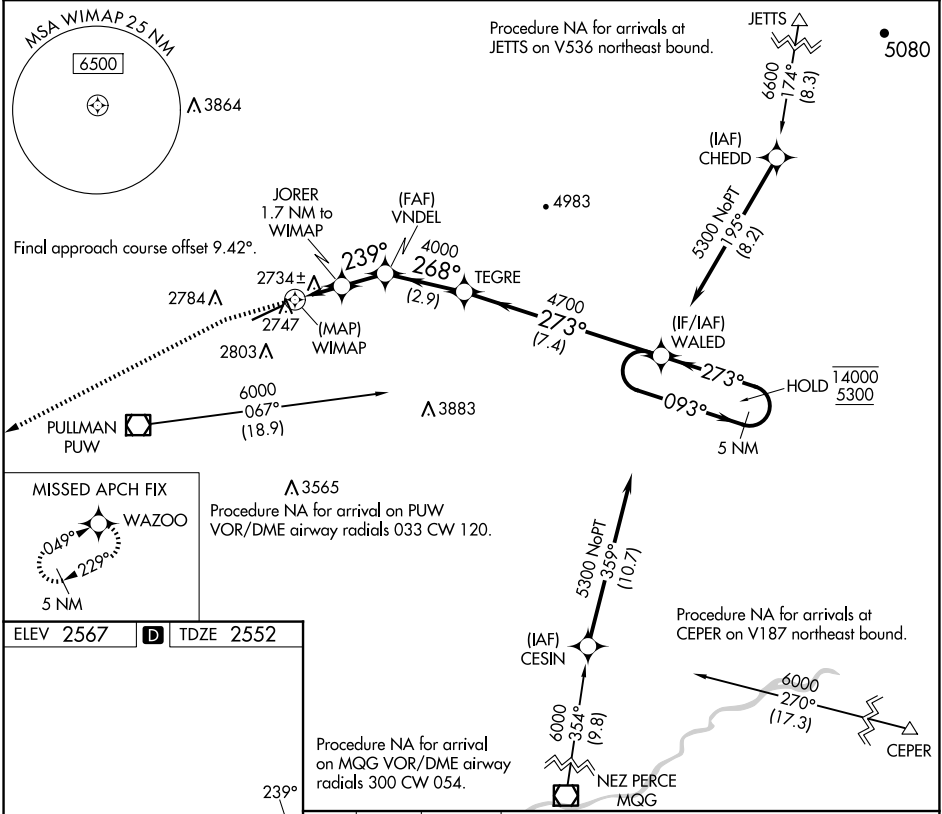 MSA WIMAP 25 NM
6500
3864
Procedure NA for arrivals at
JETTS on V536 northeast bound.
JETTS
5080
6600
174°
(8.3)
(IAF)
CHEDD
5300 NoPT
195°
(8.2)
4983
JORER
1.7 NM to
WIMAP
(FAF)
VNDEL
Final approach course offset 9.42°.
239°
4000
268°
(2.9)
TEGRE
2734±
2784
2747
(MAP)
WIMAP
2803
4700
273°
(7.4)
(IF/IAF)
WALED
273°
HOLD
14000
5300
093°
5 NM
6000
067°
(18.9)
PULLMAN
PUW
3883
MISSED APCH FIX
WAZOO
049°
229°
5 NM
3565
Procedure NA for arrival on PUW
VOR/DME airway radials 033 CW 120.
5300 NoPT
359°
(10.7)
ELEV 2567
D
TDZE 2552
(IAF)
CESIN
Procedure NA for arrivals at
CEPER on V187 northeast bound.
6000
270°
(17.3)
CEPER
6000
354°
(9.8)
Procedure NA for arrival
on MQG VOR/DME airway
radials 300 CW 054.
NEZ PERCE
MQG
239°